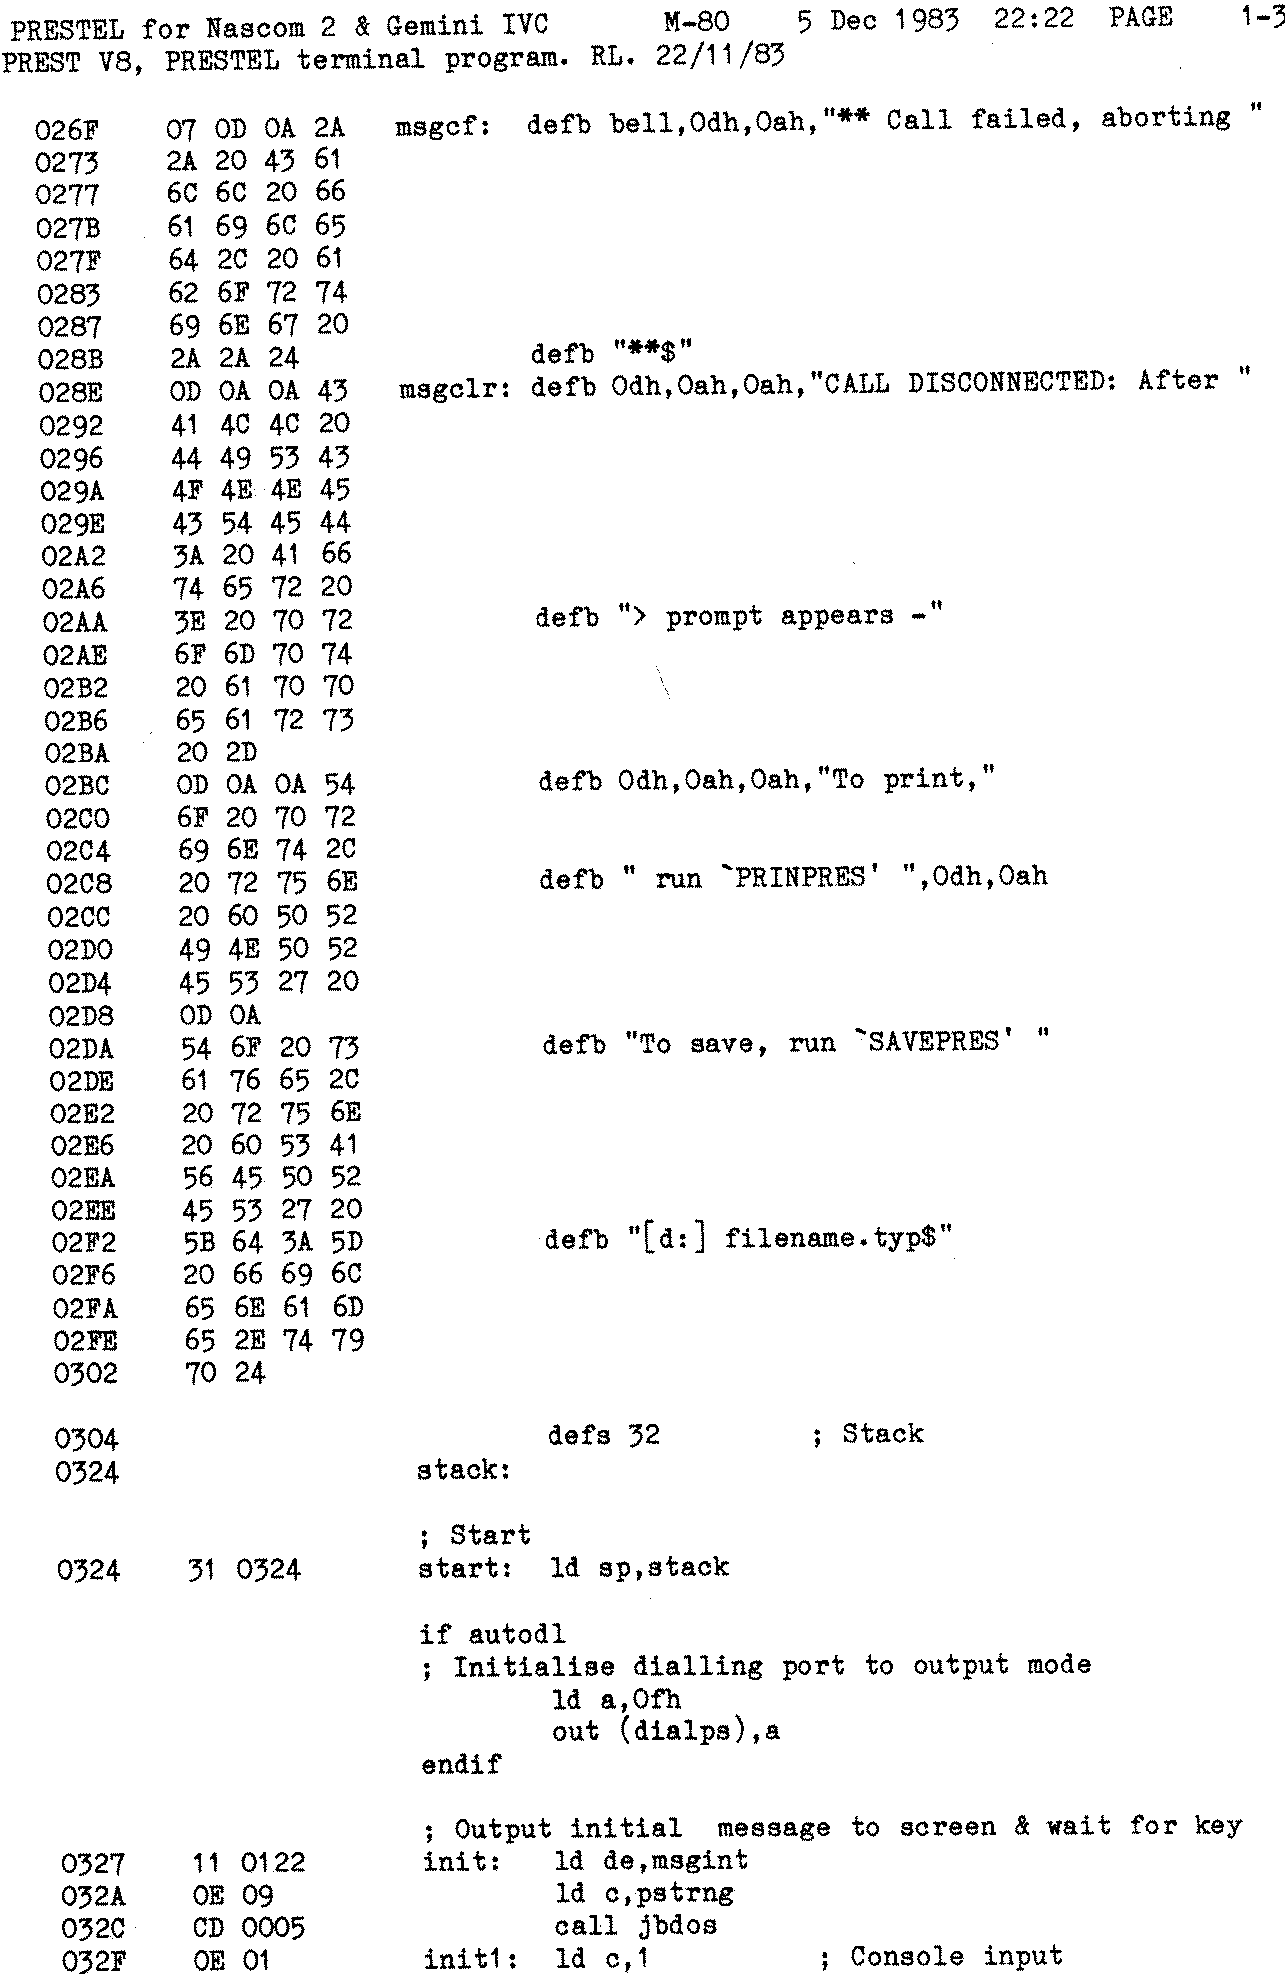 PRESTEL for Nascom 2 & Gemini IVC M-80 5 Dec 1983 22:22 PAGE 1-3
PREST V8, PRESTEL terminal program. RL. 22/11/83
026F 07 0D 0A 2A msgcf: defb bell,0dh,0ah,"** Call failed, aborting "
0273 2A 20 43 61
0277 6C 6C 20 66
027B 61 69 6C 65
027F 64 2C 20 61
0283 62 6F 72 74
0287 69 6E 67 20
028B 2A 2A 24 defb "**$"
028E 0D 0A 0A 43 msgclr: defb 0dh,0ah,0ah,"CALL DISCONNECTED: After "
0292 41 4C 4C 20
0296 44 49 53 43
029A 4F 4E 4E 45
029E 43 54 45 44
02A2 3A 20 41 66
02A6 74 65 72 20
02AA 3E 20 70 72 defb "> prompt appears -"
02AE 6F 6D 70 74
02B2 20 61 70 70
02B6 65 61 72 73
02BA 20 2D
02BC 0D 0A 0A 54 defb 0dh,0ah,0ah,"To print,"
02C0 6F 20 70 72
02C4 69 6E 74 2C
02C8 20 72 75 6E defb " run `PRINPRES' ",0dh,0ah
02CC 20 60 50 52
02D0 49 4E 50 52
02D4 45 53 27 20
02D8 0D 0A
02DA 54 6F 20 73 defb "To save, run `SAVEPRES' "
02DE 61 76 65 2C
02E2 20 72 75 6E
02E6 20 60 53 41
02EA 56 45 50 52
02EE 45 53 27 20
02F2 5B 64 3A 5D defb "[d:] filename.typ$"
02F6 20 66 69 6C
02FA 65 6E 61 6D
02FE 65 2E 74 79
0302 70 24
0304 defs 32 ; Stack
0324 stack:
; Start
0324 31 0324 start: ld sp,stack
if autodl
; Initialise dialling port to output mode
ld a,0fh
out (dialps),a
endif
; Output initial message to screen & wait for key
0327 11 0122 init: ld de,msgint
032A 0E 09 ld c,pstrng
032C CD 0005 call jbdos
032F 0E 01 init1: ld c,1 ; Console input